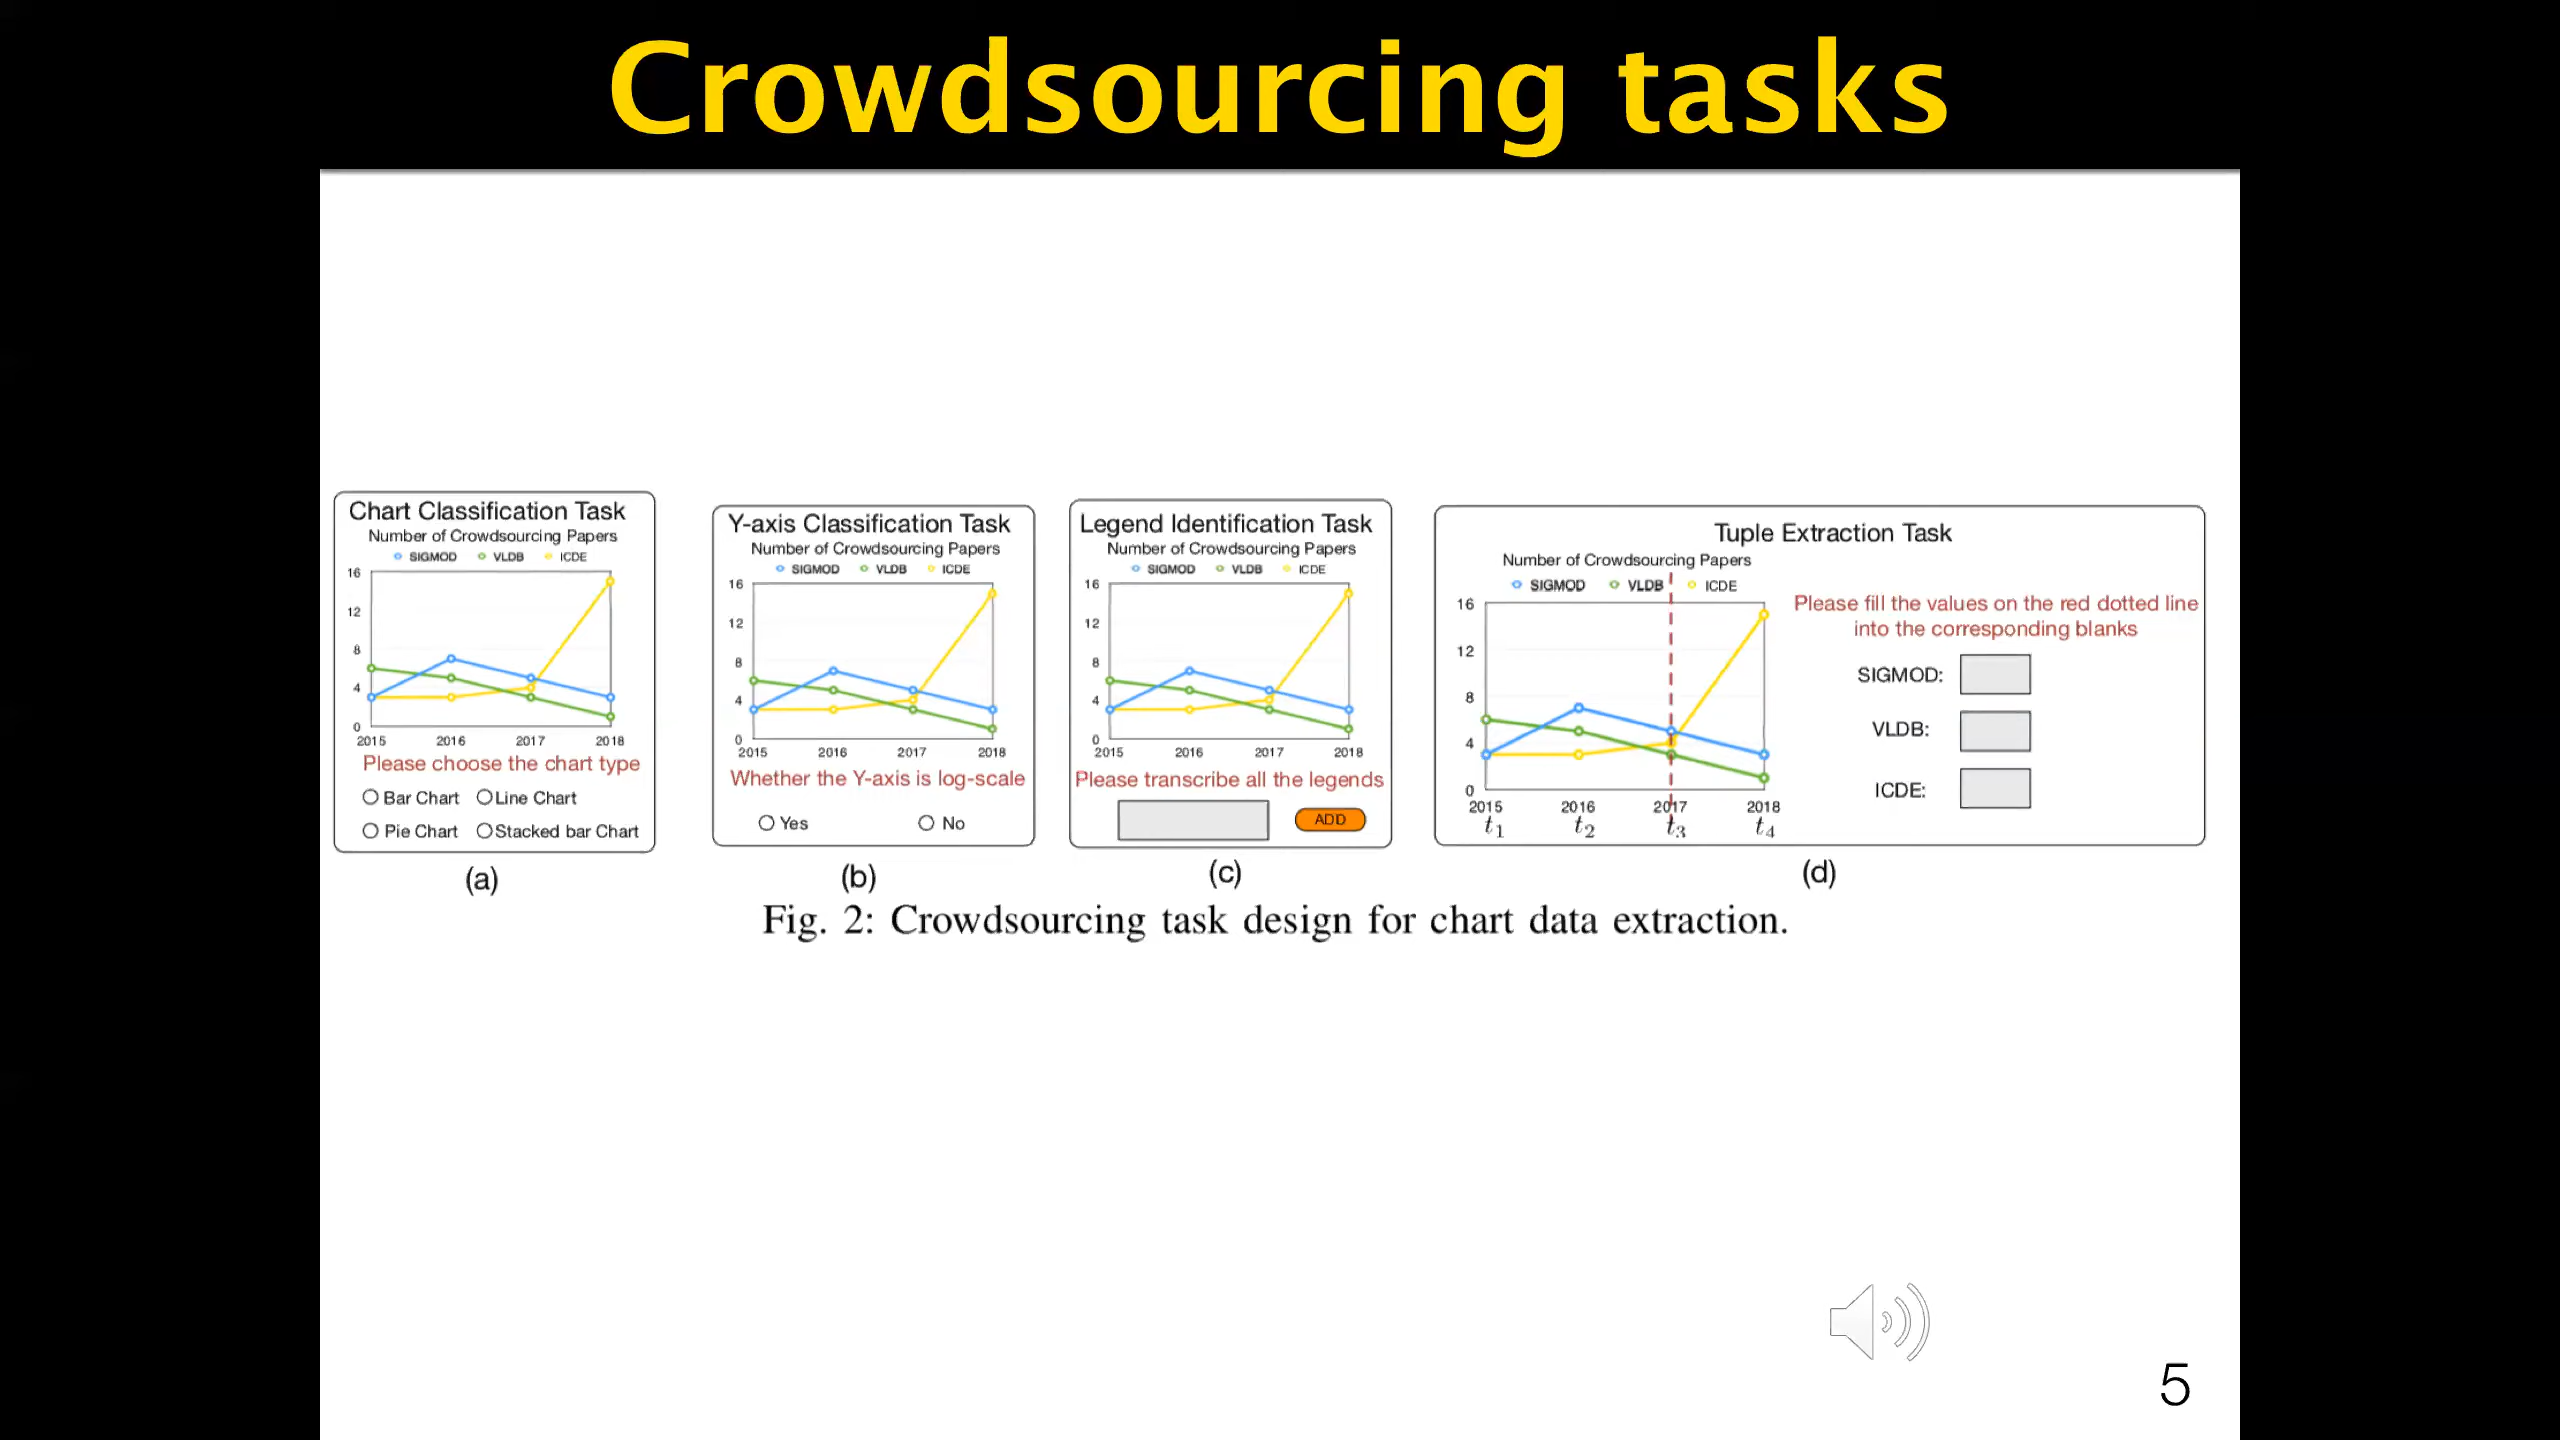 Crowdsourcing tasks
Chart Classification Task
Number of Crowdsourcing Papers
SIGMOD VLDB ICDE
16
12
8
4
0
2015 2016 2017 2018
Please choose the chart type
Bar Chart Line Chart
Pie Chart Stacked bar Chart
(a)
Y-axis Classification Task
Number of Crowdsourcing Papers
SIGMOD VLDB ICDE
16
12
8
4
0
2015 2016 2017 2018
Whether the Y-axis is log-scale
Yes No
(b)
Legend Identification Task
Number of Crowdsourcing Papers
SIGMOD VLDB ICDE
16
12
8
4
0
2015 2016 2017 2018
Please transcribe all the legends
ADD
(c)
Tuple Extraction Task
Number of Crowdsourcing Papers
SIGMOD VLDB ICDE
16
12
8
4
0
2015 2016 2017 2018
t1 t2 t3 t4
Please fill the values on the red dotted line
into the corresponding blanks
SIGMOD:
VLDB:
ICDE:
(d)
Fig. 2: Crowdsourcing task design for chart data extraction.
5